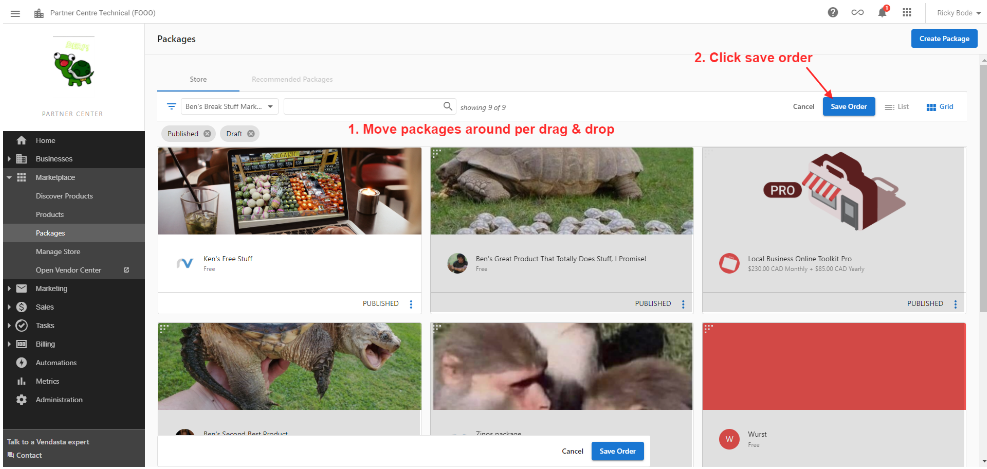 Partner Centre Technical (FOOO)
8
Ricky Bode
PARTNER CENTER
Home
Businesses
Marketplace
Discover Products
Products
Packages
Manage Store
Open Vendor Center
Marketing
Sales
Tasks
Billing
Automations
Metrics
Administration
Talk to a Vendasta expert
Contact
Packages
Create Package
Store
Recommended Packages
2. Click save order
Ben's Break Stuff Mark...
showing 9 of 9
Cancel
Save Order
List
Grid
Published
Draft
1. Move packages around per drag & drop
Ken's Free Stuff
Free
PUBLISHED
Ben's Great Product That Totally Does Stuff, I Promise!
Free
PUBLISHED
PRO
Local Business Online Toolkit Pro
$230.00 CAD Monthly + $85.00 CAD Yearly
PUBLISHED
Ben's Second Best Product
Zipps package
W
Wurst
Free
Cancel
Save Order